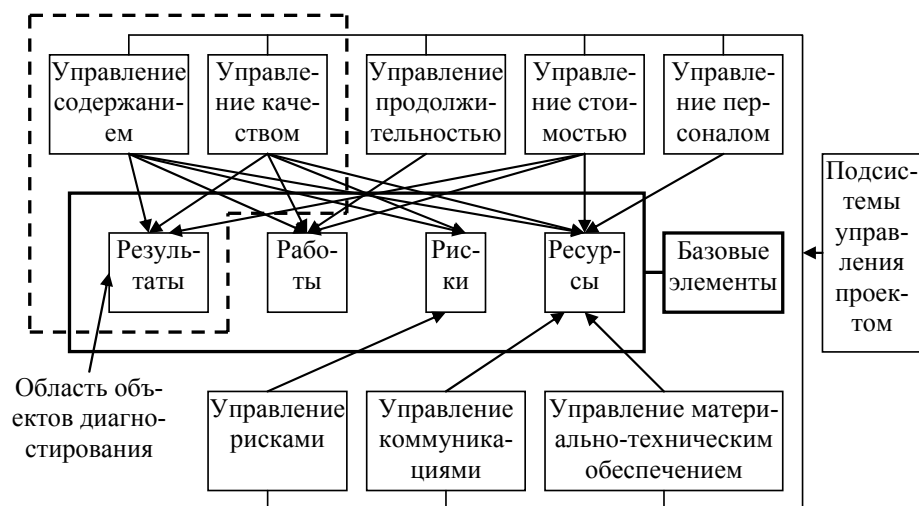 Управление
содержани-
ем
Управле-
ние каче-
ством
Управление
продолжи-
тельностью
Управле-
ние стои-
мостью
Управле-
ние пер-
соналом
Подсис-
темы
управ-
ления
проек-
том
Резуль-
таты
Рабо-
ты
Рис-
ки
Ресур-
сы
Базовые
элементы
Область объ-
ектов диагно-
стирования
Управление
рисками
Управление
коммуника-
циями
Управление матери-
ально-техническим
обеспечением